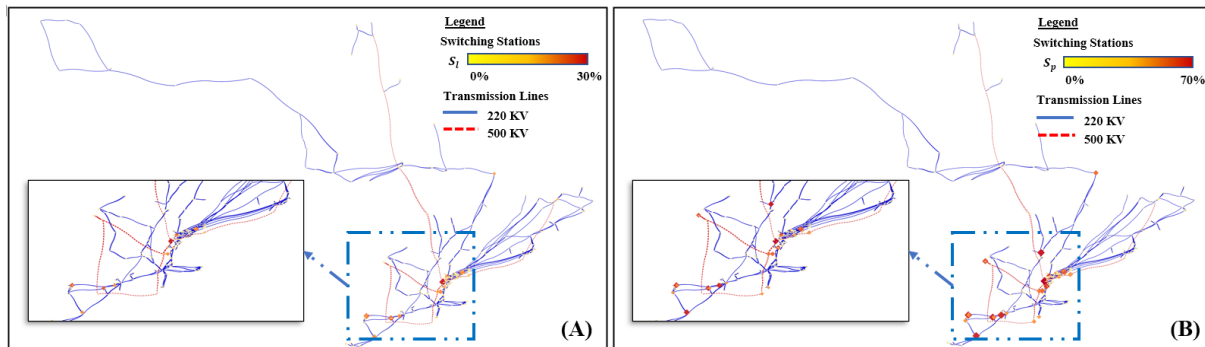 Legend
Switching Stations
S_l
0% 30%
Transmission Lines
220 KV
500 KV
(A)
Legend
Switching Stations
S_p
0% 70%
Transmission Lines
220 KV
500 KV
(B)